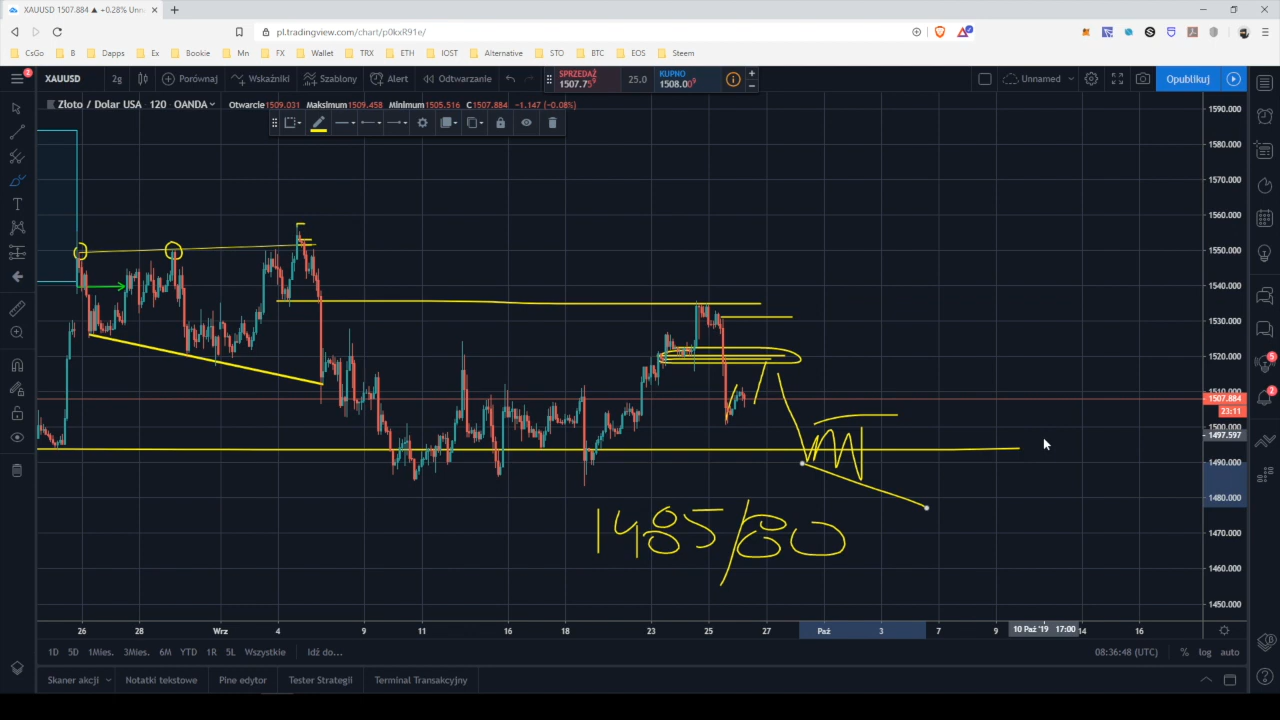 XAUUSD 1507.884 ▲ +0.28% Unna
pl.tradingview.com/chart/p0kxR91e/
CsGo B Dapps Ex Bookie Mn FX Wallet TRX ETH IOST Alternative STO BTC EOS Steem
XAUUSD 2g Porównaj Wskaźniki Szablony Alert Odtwarzanie SPRZEDAŻ 1507.75⁹ 25.0 KUPNO 1508.00⁹ Unnamed Opublikuj
Złoto / Dolar USA 120 OANDA Otwarcie 1509.031 Maksimum 1509.458 Minimum 1505.516 C 1507.884 −1.147 (−0.08%)
1590.000
1580.000
1570.000
1560.000
1550.000
1540.000
1530.000
1520.000
1510.000
1507.884
23:11
1500.000
1497.597
1490.000
1480.000
1470.000
1460.000
1450.000
1485/80
26 28 Wrz 4 9 11 16 18 23 25 27 Paź 3 7 9 10 Paź '19 17:00 14 16
1D 5D 1Mies. 3Mies. 6M YTD 1R 5L Wszystkie Idź do... 08:36:48 (UTC) % log auto
Skaner akcji Notatki tekstowe Pine edytor Tester Strategii Terminal Transakcyjny
5
2